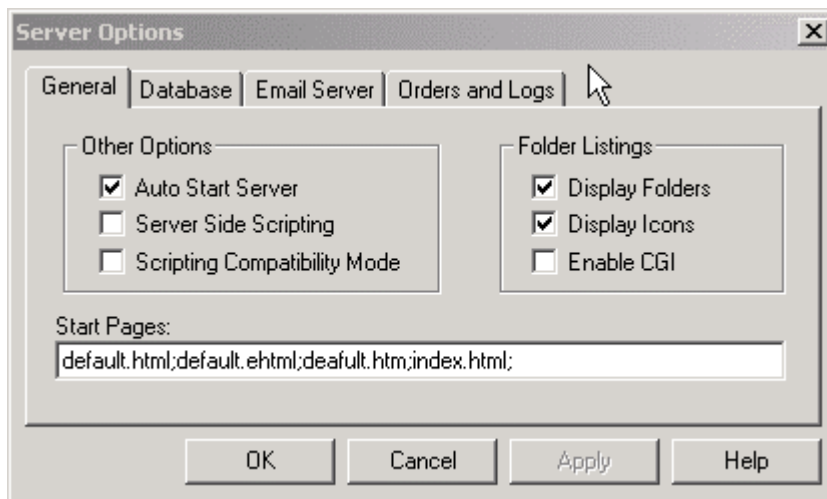 Server Options
General Database Email Server Orders and Logs
Other Options
Auto Start Server
Server Side Scripting
Scripting Compatibility Mode
Folder Listings
Display Folders
Display Icons
Enable CGI
Start Pages:
default.html;default.ehtml;deafult.htm;index.html;
OK Cancel Apply Help